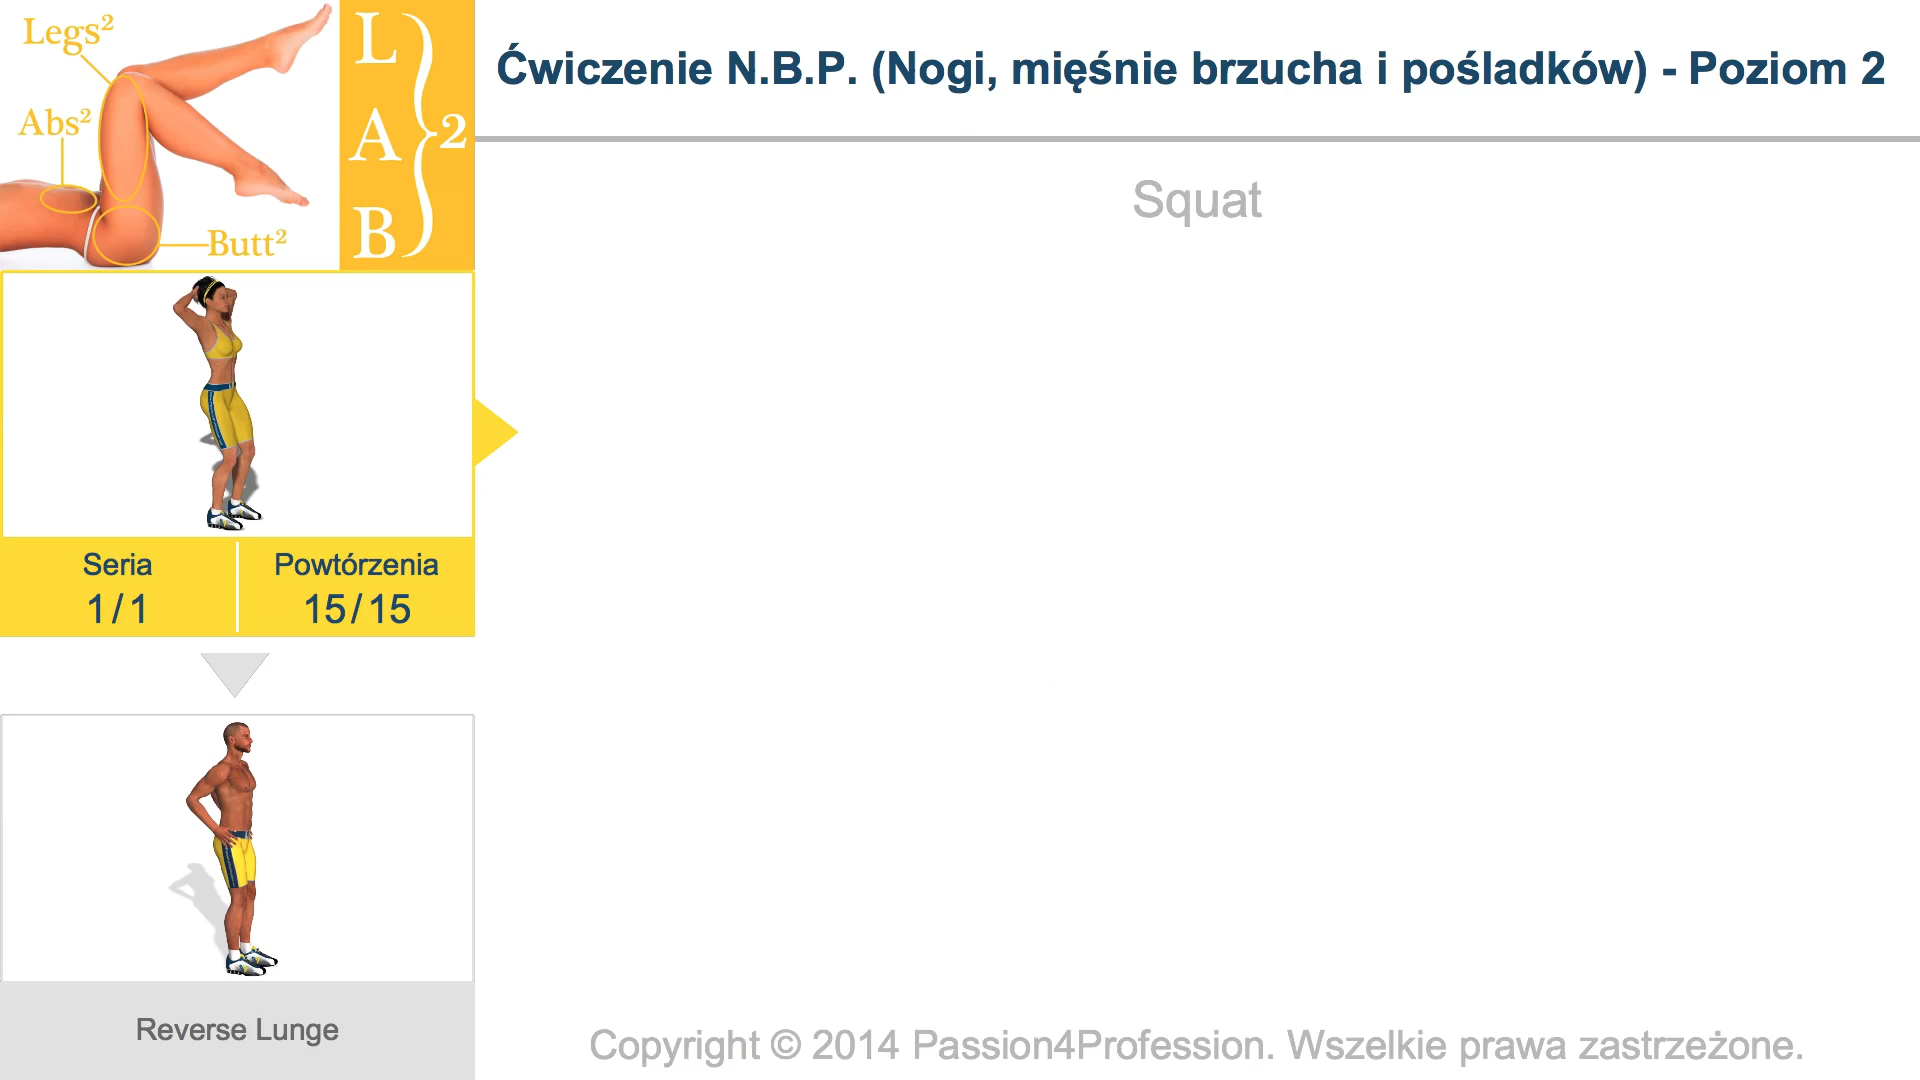 Legs²
Abs²
Butt²
L
A
B
2
Ćwiczenie N.B.P. (Nogi, mięśnie brzucha i pośladków) - Poziom 2
Squat
Seria
1/1
Powtórzenia
15/15
Reverse Lunge
Copyright © 2014 Passion4Profession. Wszelkie prawa zastrzeżone.